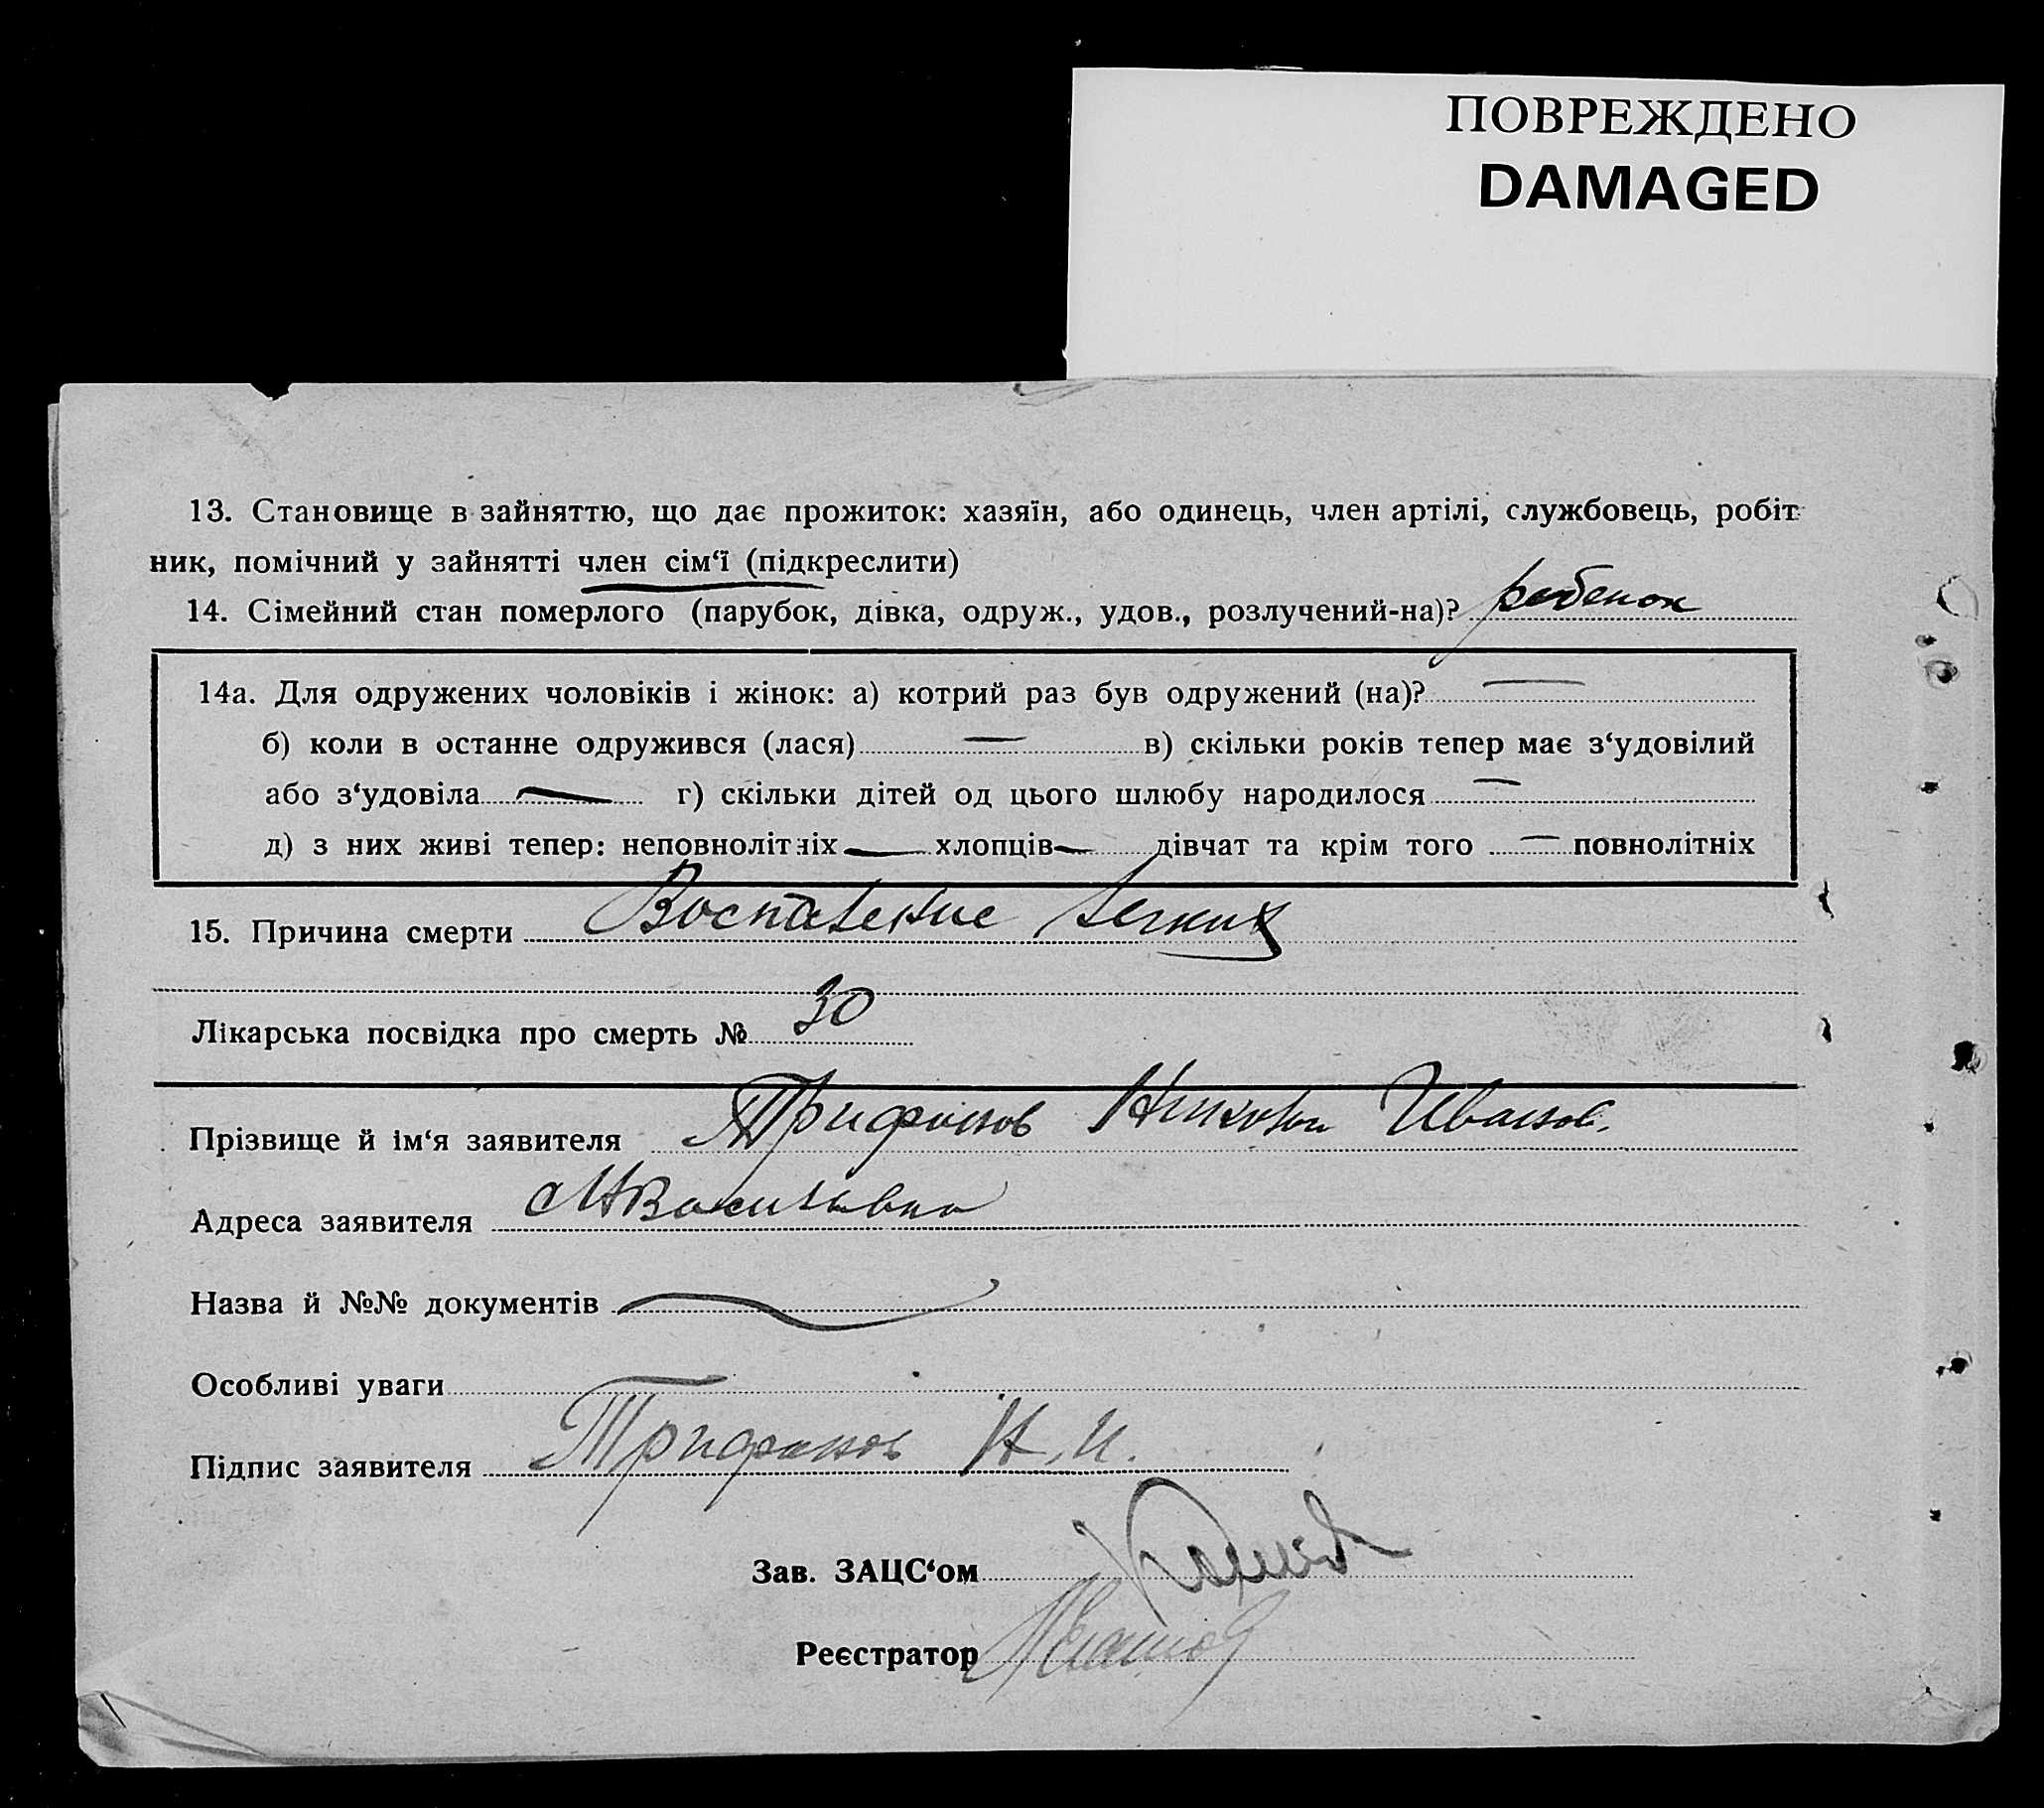 ПОВРЕЖДЕНО
DAMAGED
13. Становище в зайняттю, що дає прожиток: хазяїн, або одинець, член артілі, службовець, робіт
ник, помічний у зайнятті член сім‘ї (підкреслити)
14. Сімейний стан померлого (парубок, дівка, одруж., удов., розлучений-на)? ребенок
14а. Для одружених чоловіків і жінок: а) котрий раз був одружений (на)? —
б) коли в останне одружився (лася) — в) скільки років тепер має з‘удовілий
або з‘удовіла — г) скільки дітей од цього шлюбу народилося —
д) з них живі тепер: неповнолітніх — хлопців — дівчат та крім того — повнолітніх
15. Причина смерти Воспаление легких
Лікарська посвідка про смерть № 30
Прізвище й ім‘я заявителя Трифонов Николай Иванов.
Адреса заявителя
Назва й №№ документів —
Особливі уваги
Підпис заявителя Трифонов Н. И.
Зав. ЗАЦС‘ом
Реєстратор